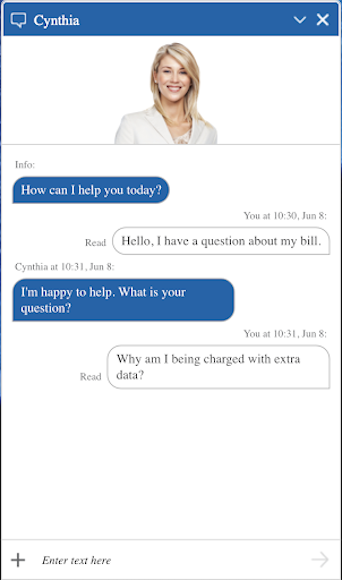 Cynthia
Info:
How can I help you today?
You at 10:30, Jun 8:
Read
Hello, I have a question about my bill.
Cynthia at 10:31, Jun 8:
I'm happy to help. What is your
question?
You at 10:31, Jun 8:
Why am I being charged with extra
data?
Read
Enter text here